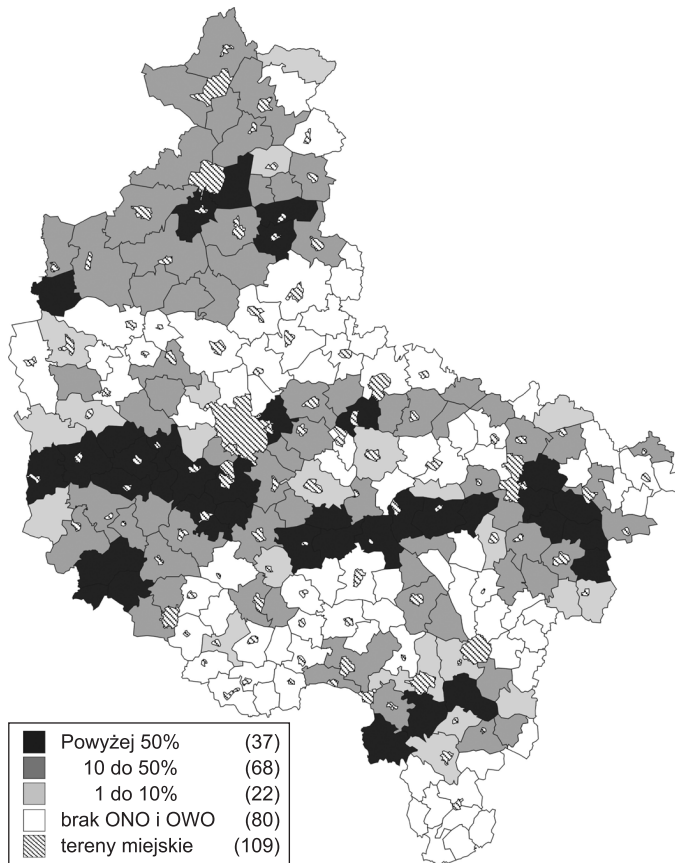 Powyżej 50% (37)
10 do 50% (68)
1 do 10% (22)
brak ONO i OWO (80)
tereny miejskie (109)